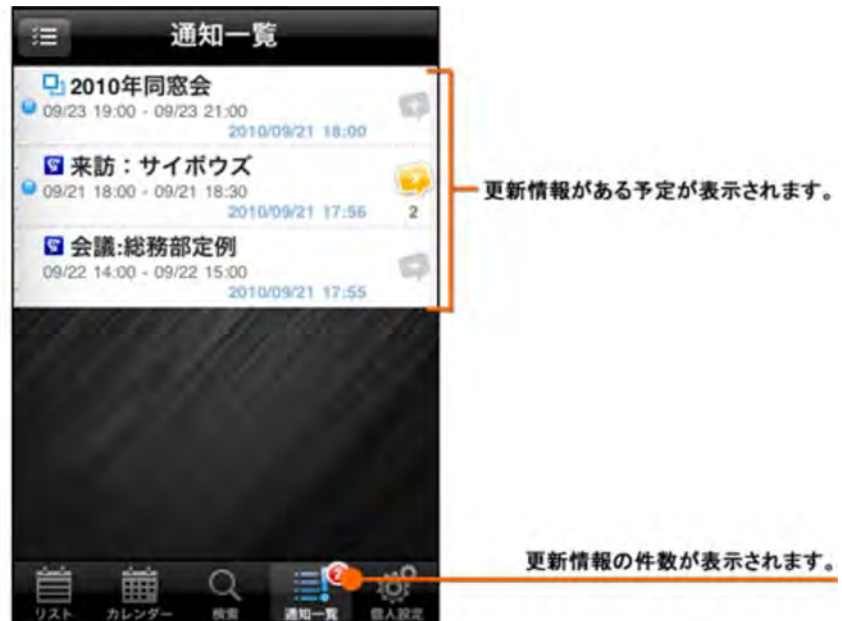 通知一覧
2010年同窓会
09/23 19:00 - 09/23 21:00
2010/09/21 18:00
来訪：サイボウズ
09/21 18:00 - 09/21 18:30
2010/09/21 17:56
2
会議:総務部定例
09/22 14:00 - 09/22 15:00
2010/09/21 17:55
更新情報がある予定が表示されます。
更新情報の件数が表示されます。
2
リスト カレンダー 検索 通知一覧 個人設定